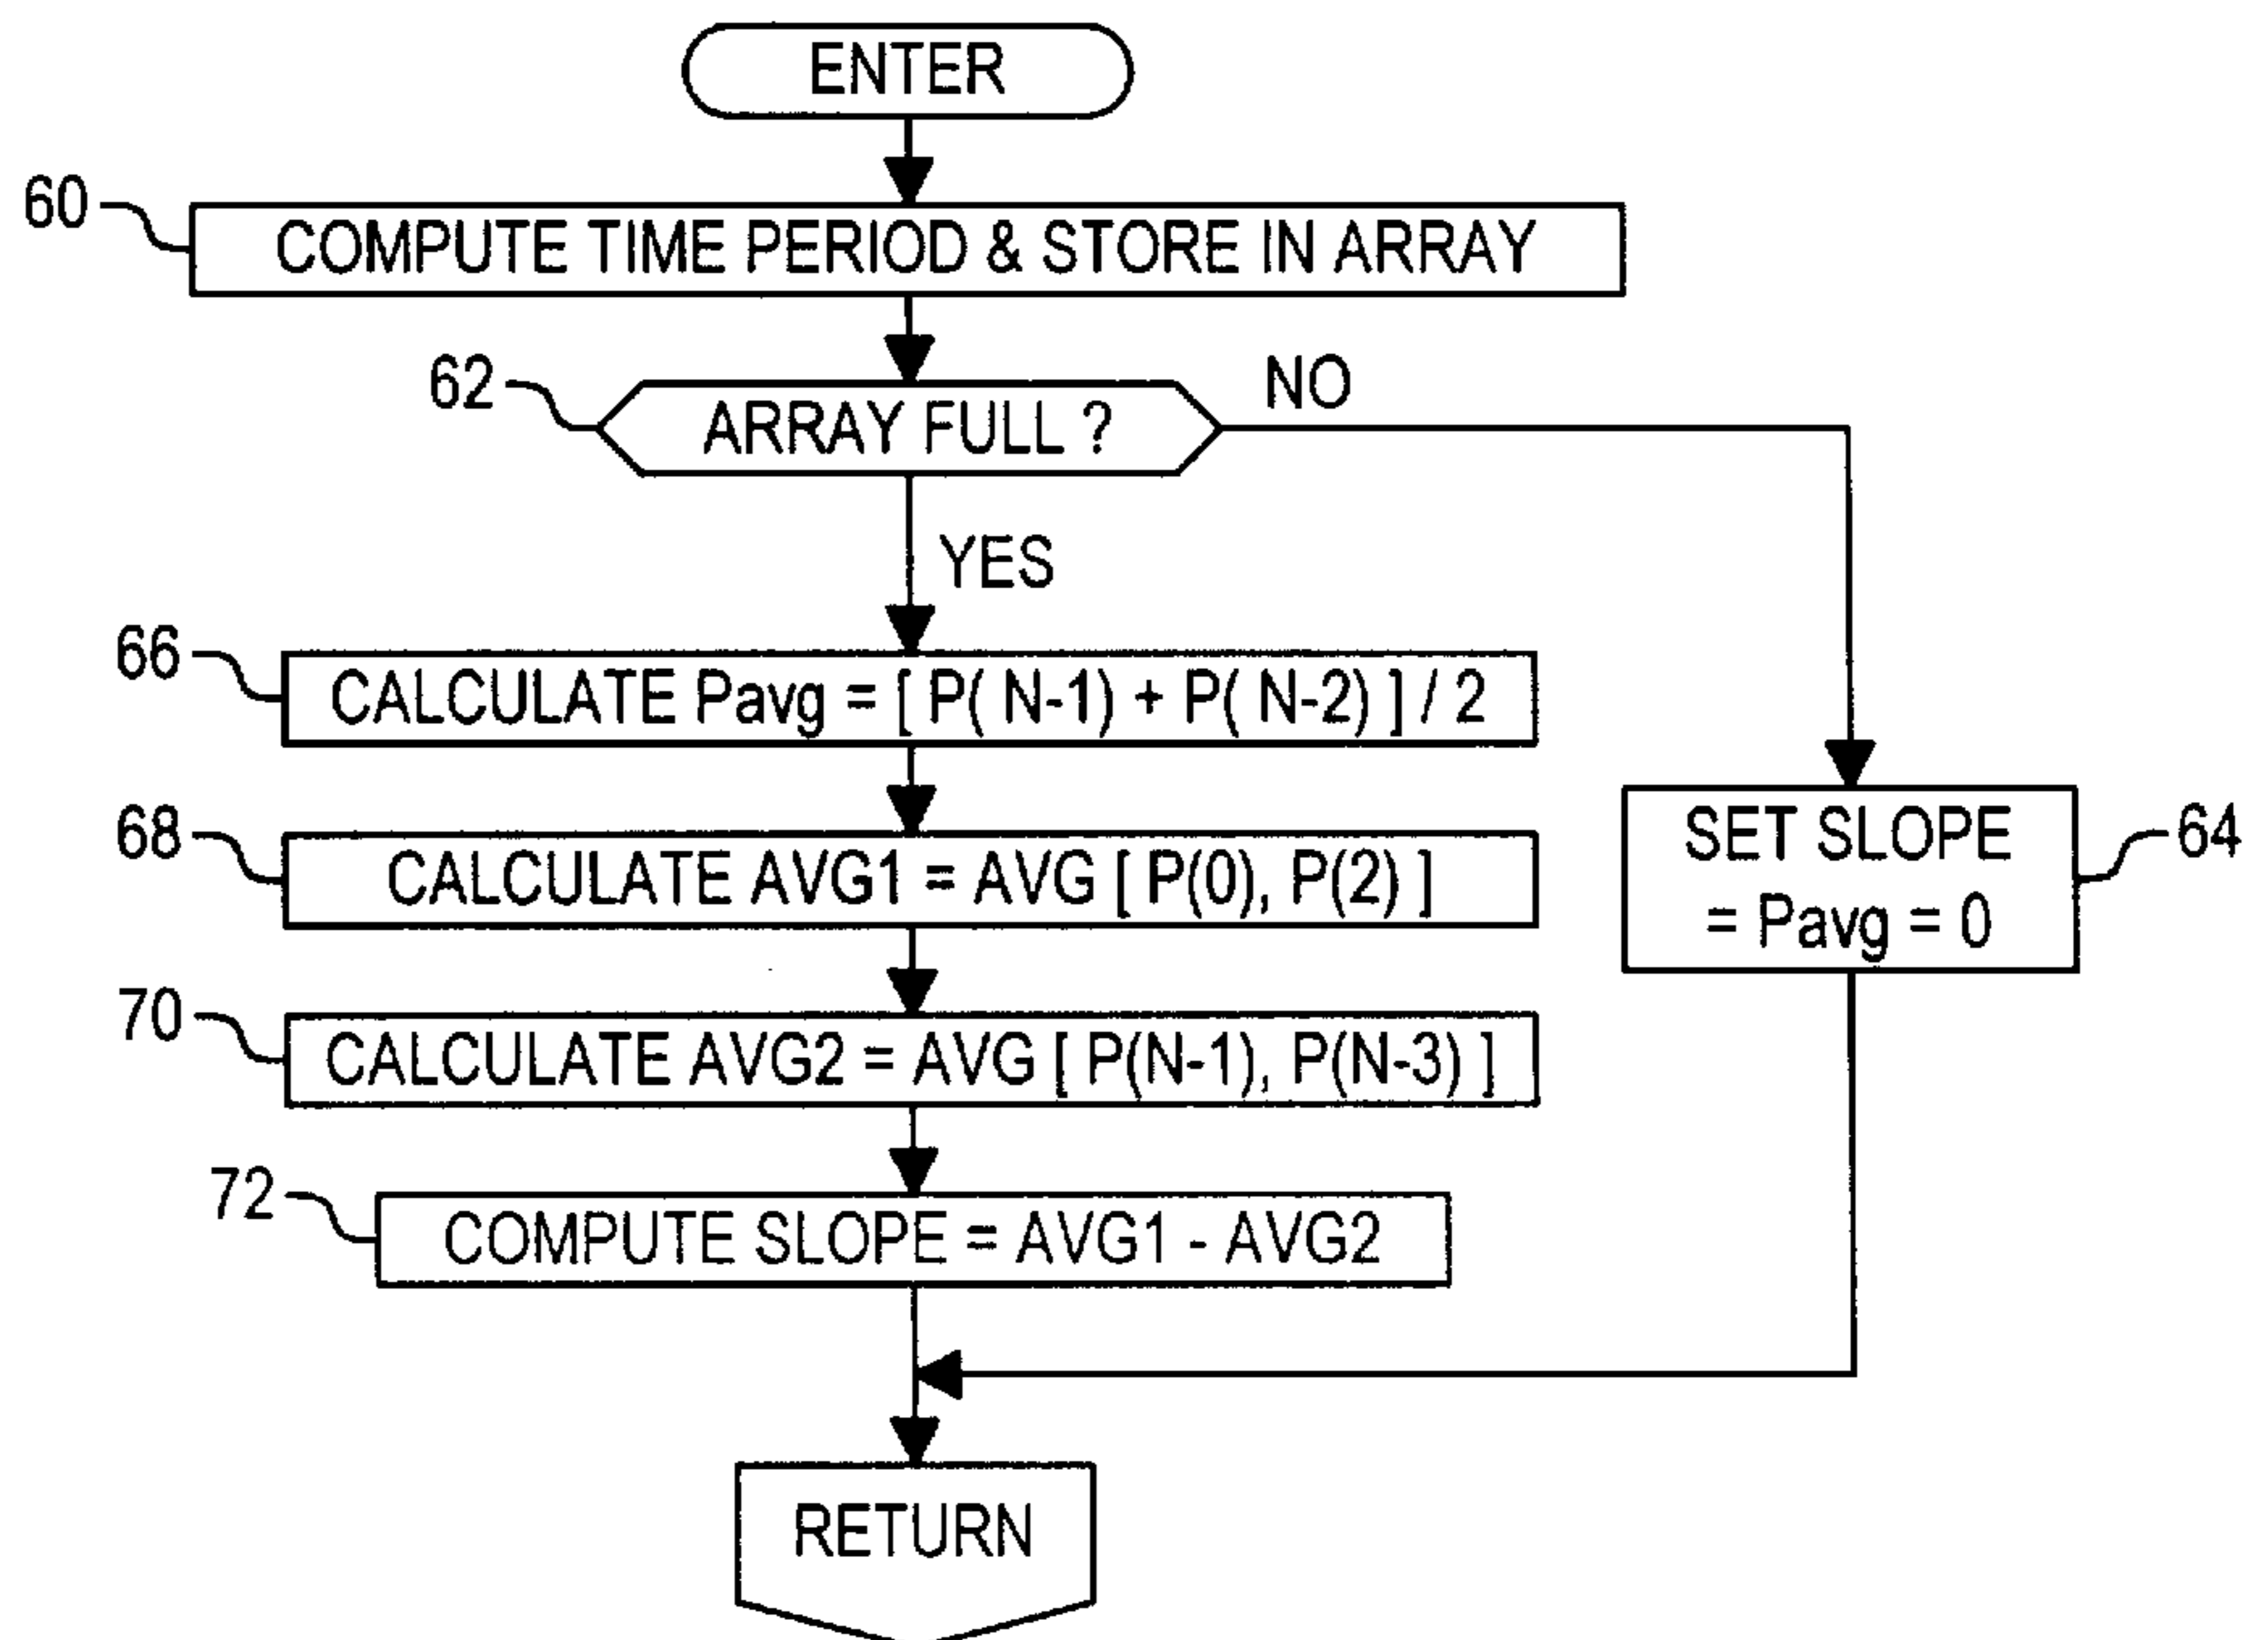 ENTER
60
COMPUTE TIME PERIOD & STORE IN ARRAY
62
ARRAY FULL ?
NO
YES
66
CALCULATE Pavg = [ P( N-1) + P( N-2) ] / 2
68
CALCULATE AVG1 = AVG [ P(0), P(2) ]
SET SLOPE
= Pavg = 0
64
70
CALCULATE AVG2 = AVG [ P(N-1), P(N-3) ]
72
COMPUTE SLOPE = AVG1 - AVG2
RETURN